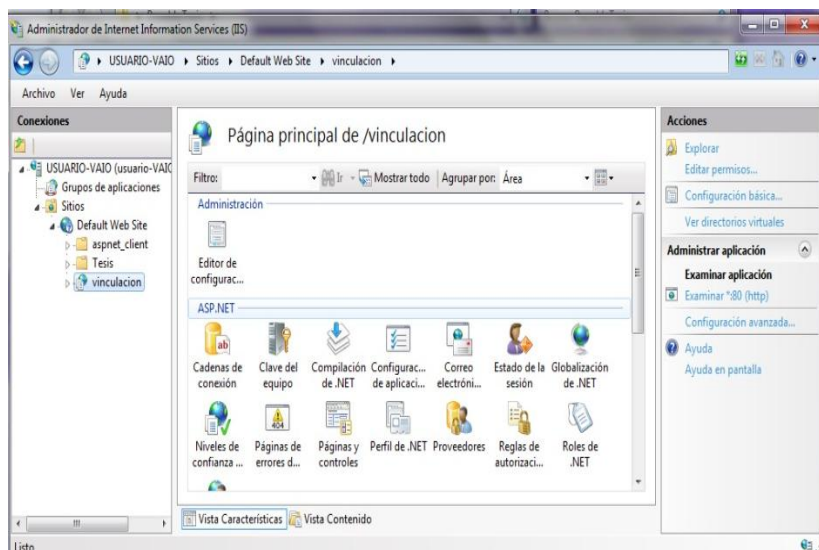 Administrador de Internet Information Services (IIS)
USUARIO-VAIO ▸ Sitios ▸ Default Web Site ▸ vinculacion ▸
Archivo Ver Ayuda
Conexiones
USUARIO-VAIO (usuario-VAIO
Grupos de aplicaciones
Sitios
Default Web Site
aspnet_client
Tesis
vinculacion
Página principal de /vinculacion
Filtro: Ir Mostrar todo Agrupar por: Área
Administración
Editor de
configurac...
ASP.NET
Cadenas de Clave del Compilación Configurac... Correo Estado de la Globalización
conexión equipo de .NET de aplicaci... electróni... sesión de .NET
Niveles de Páginas de Páginas y Perfil de .NET Proveedores Reglas de Roles de
confianza ... errores d... controles autorizaci... .NET
Vista Características Vista Contenido
Acciones
Explorar
Editar permisos...
Configuración básica...
Ver directorios virtuales
Administrar aplicación
Examinar aplicación
Examinar *:80 (http)
Configuración avanzada...
Ayuda
Ayuda en pantalla
Listo